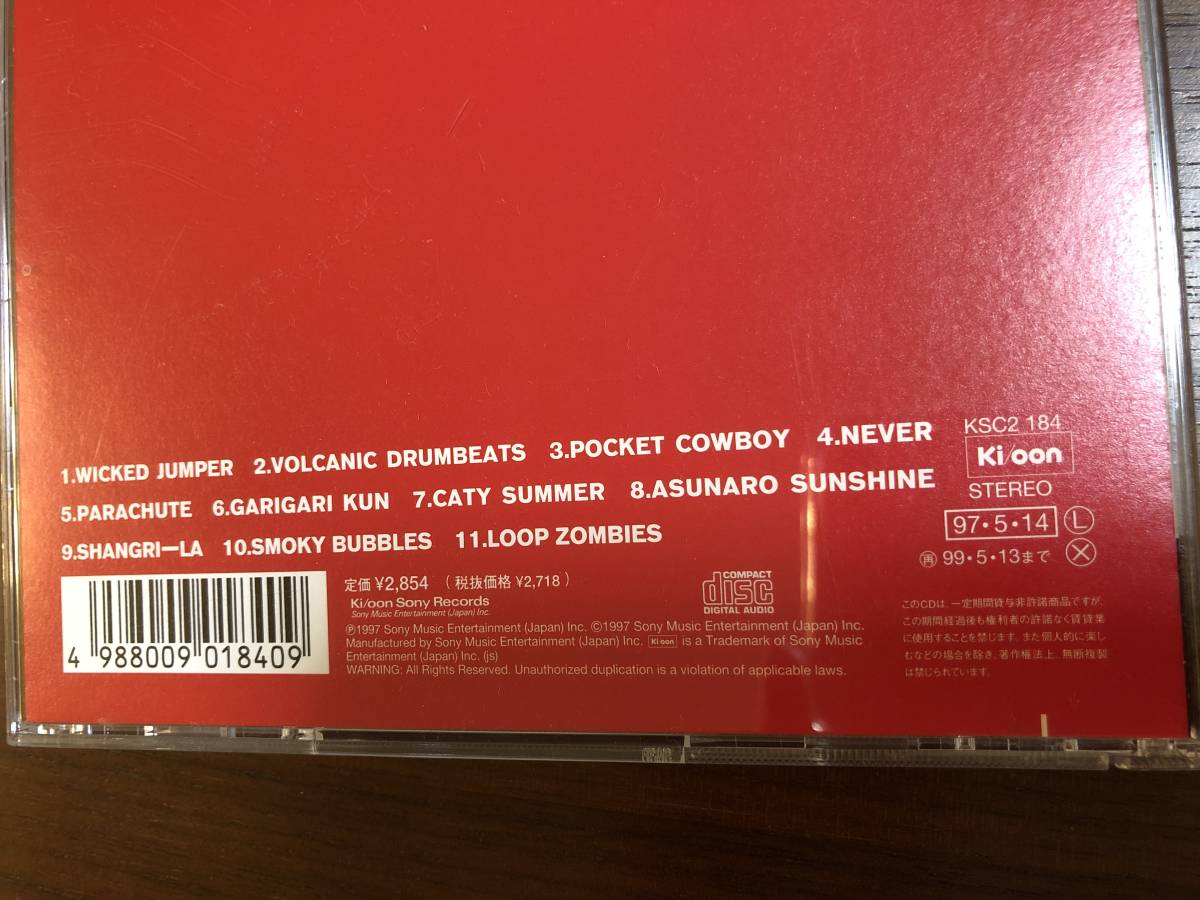 1.WICKED JUMPER 2.VOLCANIC DRUMBEATS 3.POCKET COWBOY 4.NEVER
5.PARACHUTE 6.GARIGARI KUN 7.CATY SUMMER 8.ASUNARO SUNSHINE
9.SHANGRI—LA 10.SMOKY BUBBLES 11.LOOP ZOMBIES
KSC2 184
Ki/oon
STEREO
97・5・14 L
再 99・5・13まで X
4 988009 018409
定価 ¥2,854 （税抜価格 ¥2,718）
Ki/oon Sony Records
Sony Music Entertainment (Japan) Inc.
COMPACT
disc
DIGITAL AUDIO
Ⓟ1997 Sony Music Entertainment (Japan) Inc. ©1997 Sony Music Entertainment (Japan) Inc.
Manufactured by Sony Music Entertainment (Japan) Inc. Ki/oon is a Trademark of Sony Music
Entertainment (Japan) Inc. (js)
WARNING: All Rights Reserved. Unauthorized duplication is a violation of applicable laws.
このCDは、一定期間貸与非許諾商品ですが、
この期間経過後も権利者の許諾なく賃貸業
に使用することを禁じます。また個人的に楽し
むなどの場合を除き、著作権法上、無断複製
は禁じられています。